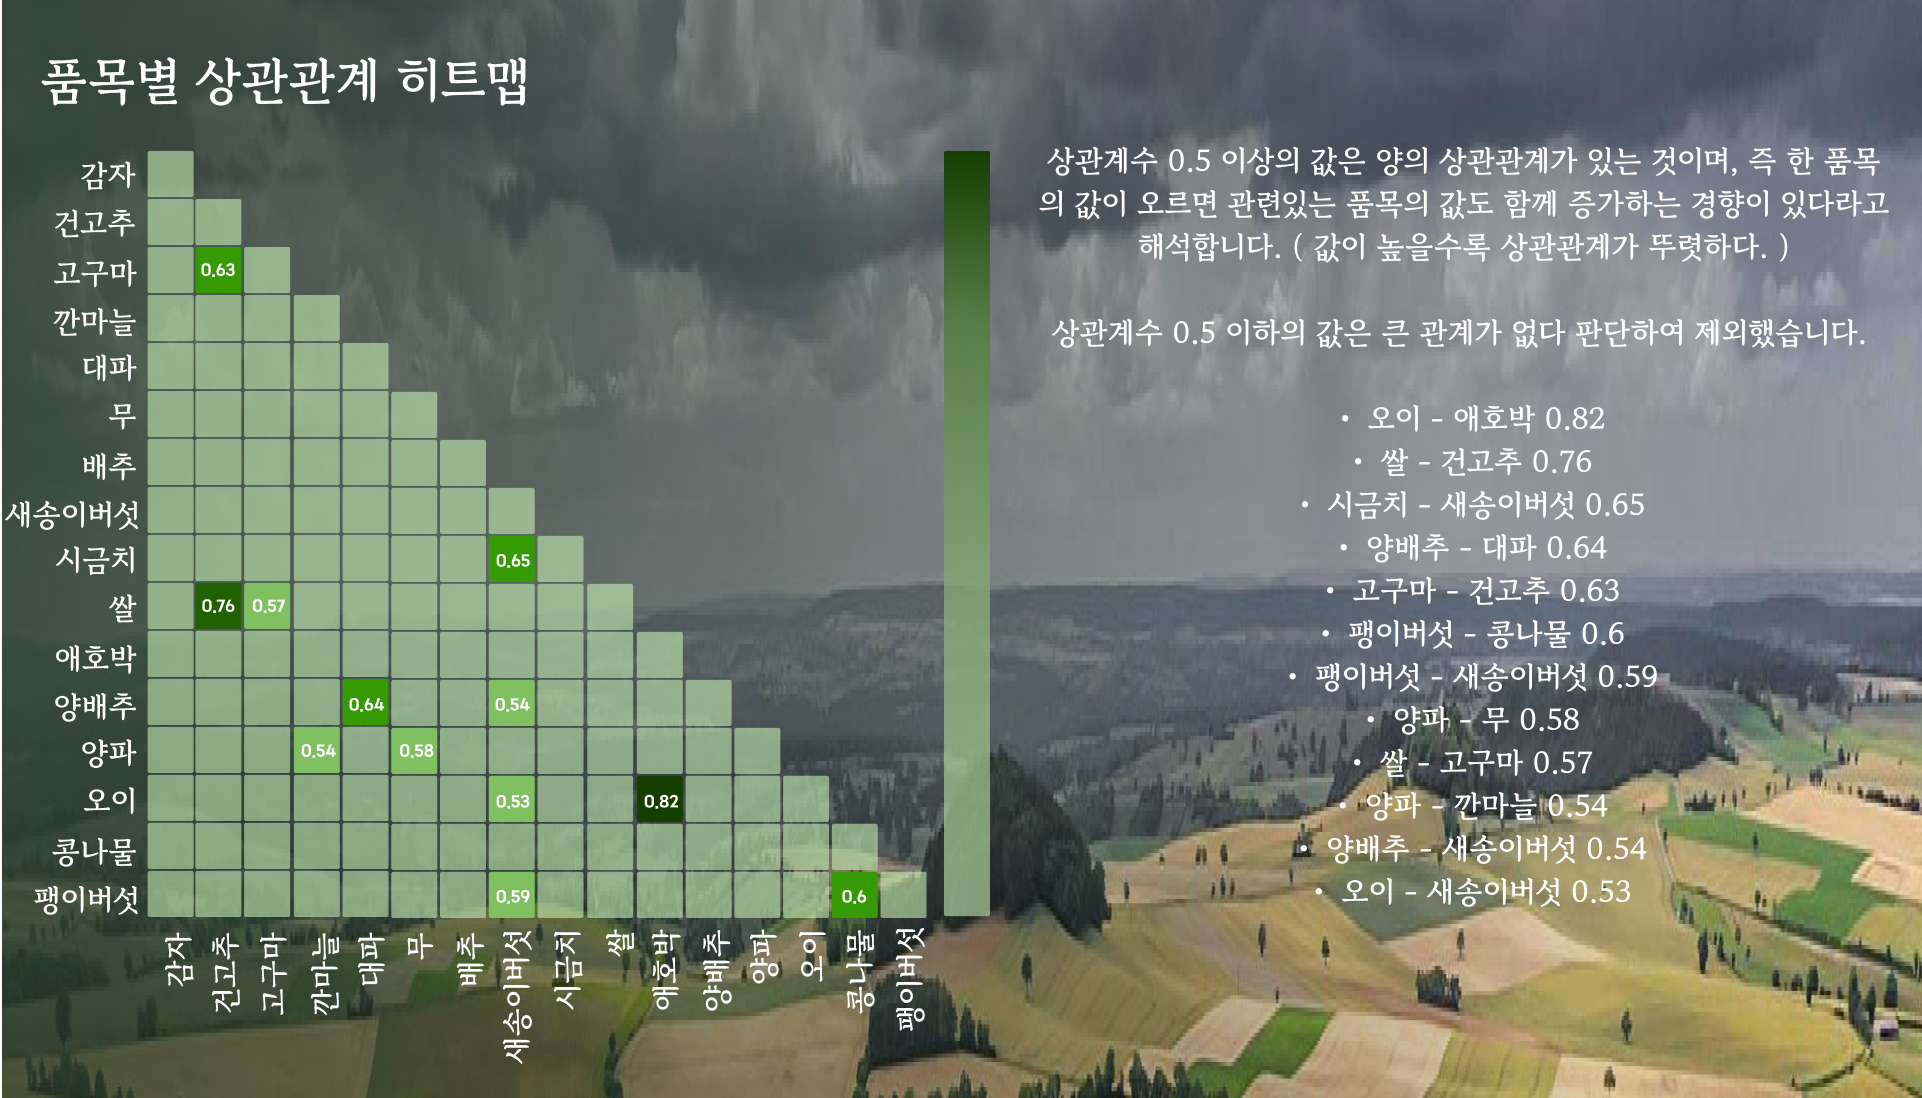 품목별 상관관계 히트맵
감자
건고추
고구마 0.63
깐마늘
대파
무
배추
새송이버섯
시금치 0.65
쌀 0.76 0.57
애호박
양배추 0.64 0.54
양파 0.54 0.58
오이 0.53 0.82
콩나물
팽이버섯 0.59 0.6
감자 건고추 고구마 깐마늘 대파 무 배추 새송이버섯 시금치 쌀 애호박 양배추 양파 오이 콩나물 팽이버섯
상관계수 0.5 이상의 값은 양의 상관관계가 있는 것이며, 즉 한 품목
의 값이 오르면 관련있는 품목의 값도 함께 증가하는 경향이 있다라고
해석합니다. ( 값이 높을수록 상관관계가 뚜렷하다. )
상관계수 0.5 이하의 값은 큰 관계가 없다 판단하여 제외했습니다.
• 오이 - 애호박 0.82
• 쌀 - 건고추 0.76
• 시금치 - 새송이버섯 0.65
• 양배추 - 대파 0.64
• 고구마 - 건고추 0.63
• 팽이버섯 - 콩나물 0.6
• 팽이버섯 - 새송이버섯 0.59
• 양파 - 무 0.58
• 쌀 - 고구마 0.57
• 양파 - 깐마늘 0.54
• 양배추 - 새송이버섯 0.54
• 오이 - 새송이버섯 0.53